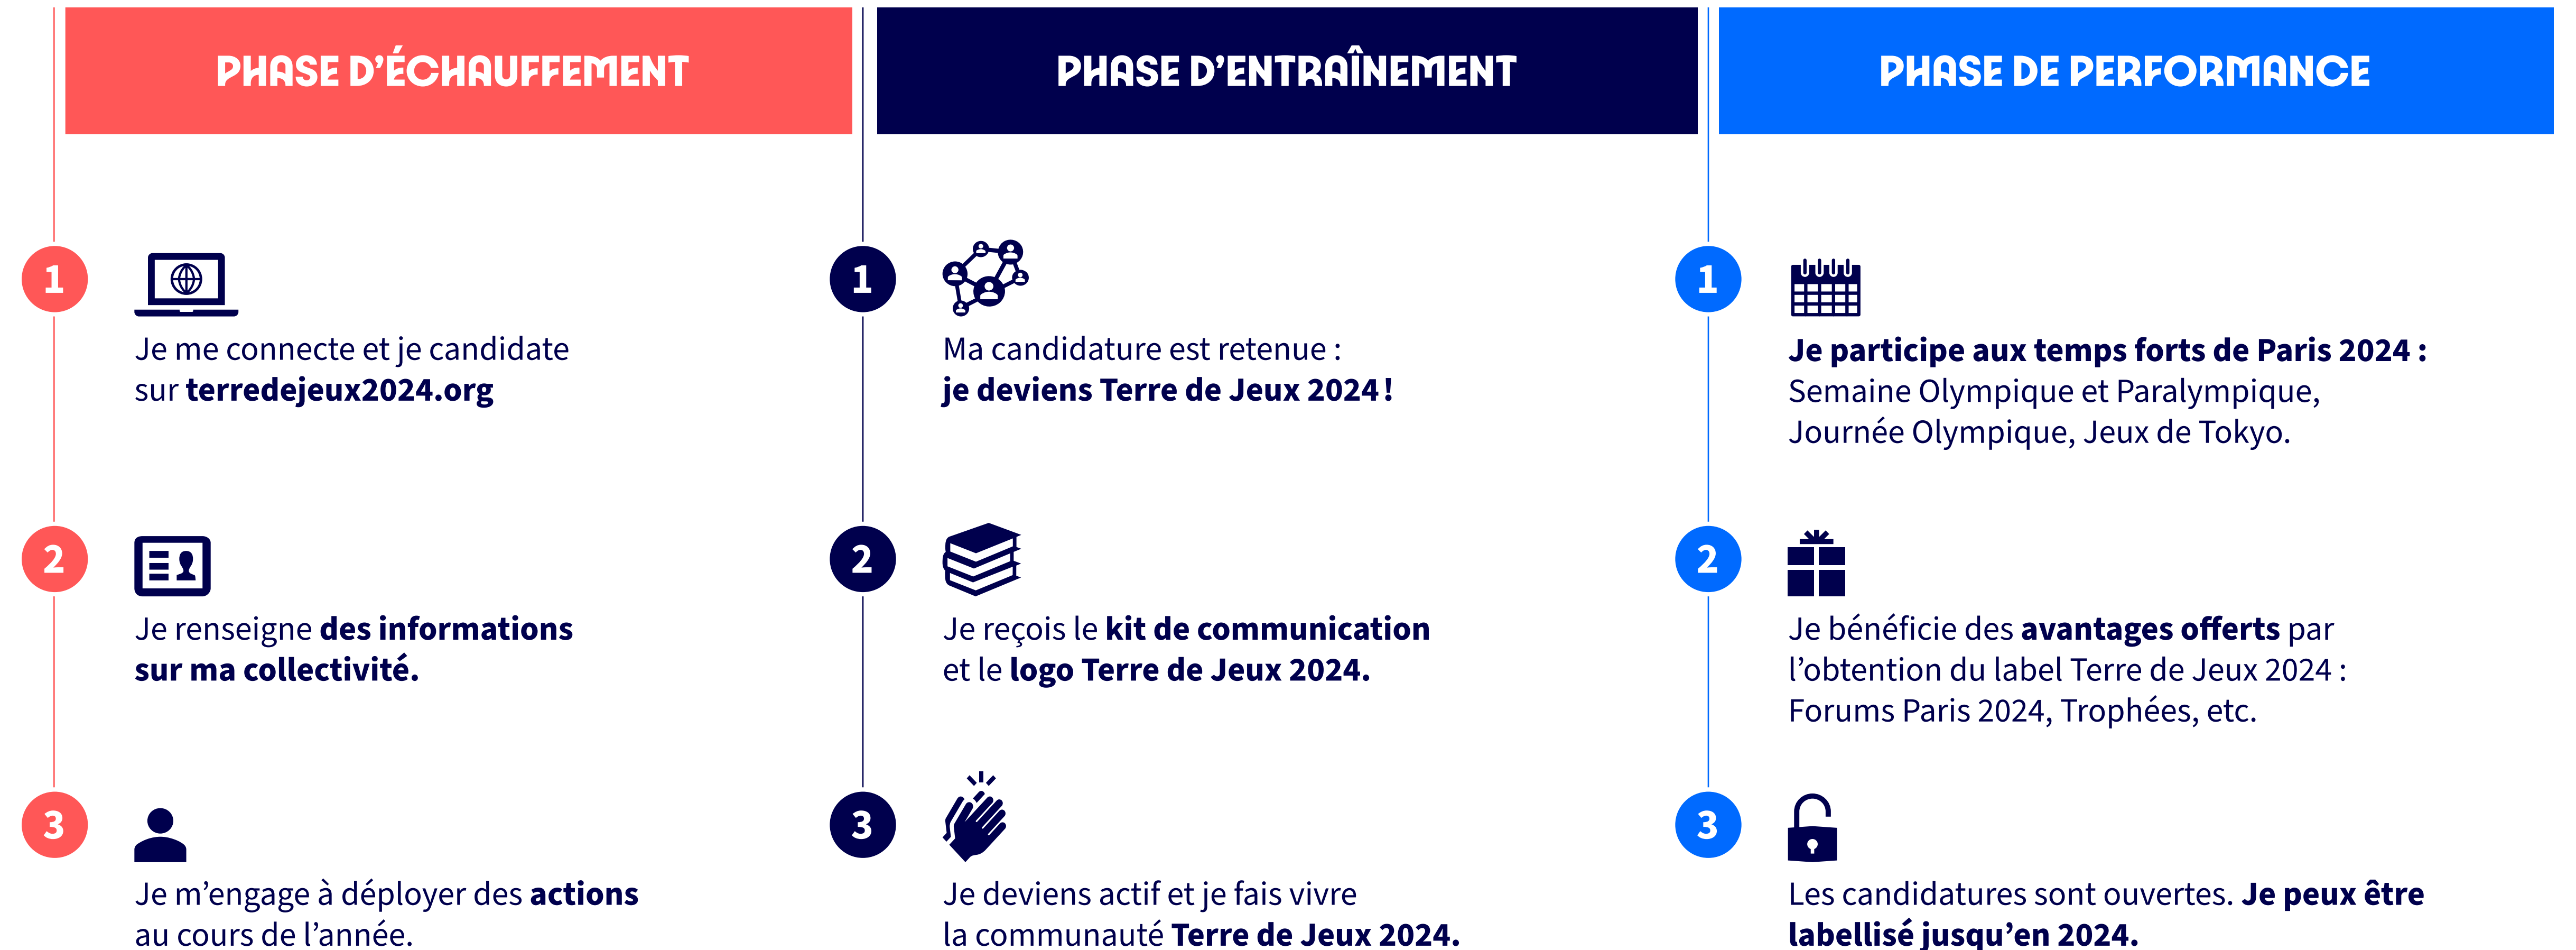 PHASE D’ÉCHAUFFEMENT
1
Je me connecte et je candidate
sur terredejeux2024.org
2
Je renseigne des informations
sur ma collectivité.
3
Je m’engage à déployer des actions
au cours de l’année.
PHASE D’ENTRAÎNEMENT
1
Ma candidature est retenue :
je deviens Terre de Jeux 2024 !
2
Je reçois le kit de communication
et le logo Terre de Jeux 2024.
3
Je deviens actif et je fais vivre
la communauté Terre de Jeux 2024.
PHASE DE PERFORMANCE
1
Je participe aux temps forts de Paris 2024 :
Semaine Olympique et Paralympique,
Journée Olympique, Jeux de Tokyo.
2
Je bénéficie des avantages offerts par
l’obtention du label Terre de Jeux 2024 :
Forums Paris 2024, Trophées, etc.
3
Les candidatures sont ouvertes. Je peux être
labellisé jusqu’en 2024.